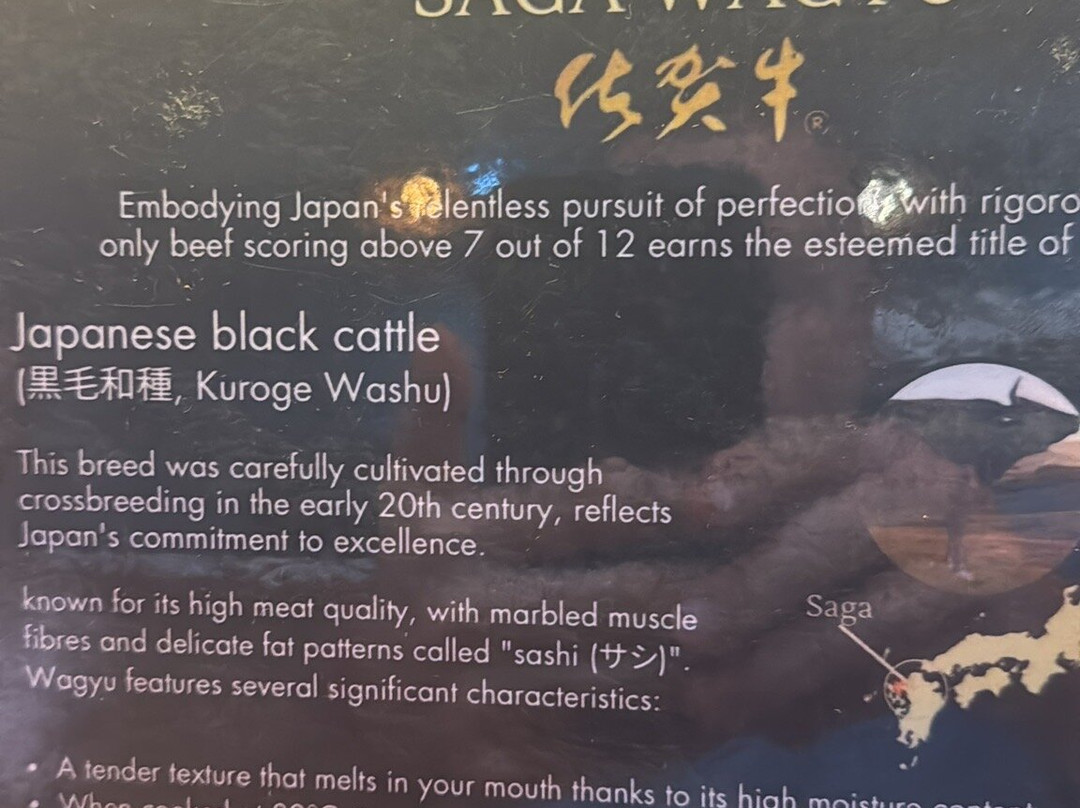 SAGA WAGYU
佐賀牛®
Embodying Japan's relentless pursuit of perfection, with
only beef scoring above 7 out of 12 earns the esteemed title of
Japanese black cattle
(黒毛和種, Kuroge Washu)
This breed was carefully cultivated through
crossbreeding in the early 20th century, reflects
Japan's commitment to excellence.
known for its high meat quality, with marbled muscle
fibres and delicate fat patterns called "sashi (サシ)".
Wagyu features several significant characteristics:
Saga
• A tender texture that melts in your mouth thanks to its high moisture
• When